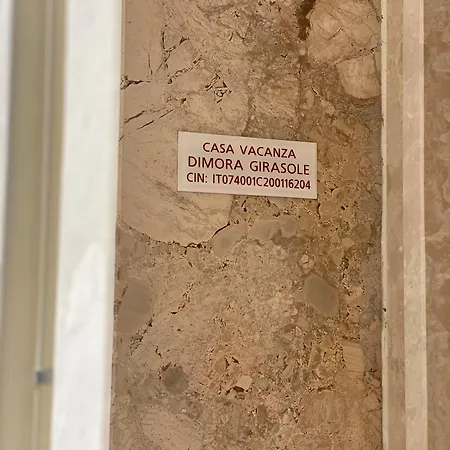 CASA VACANZA
DIMORA GIRASOLE
CIN: IT074001C200116204